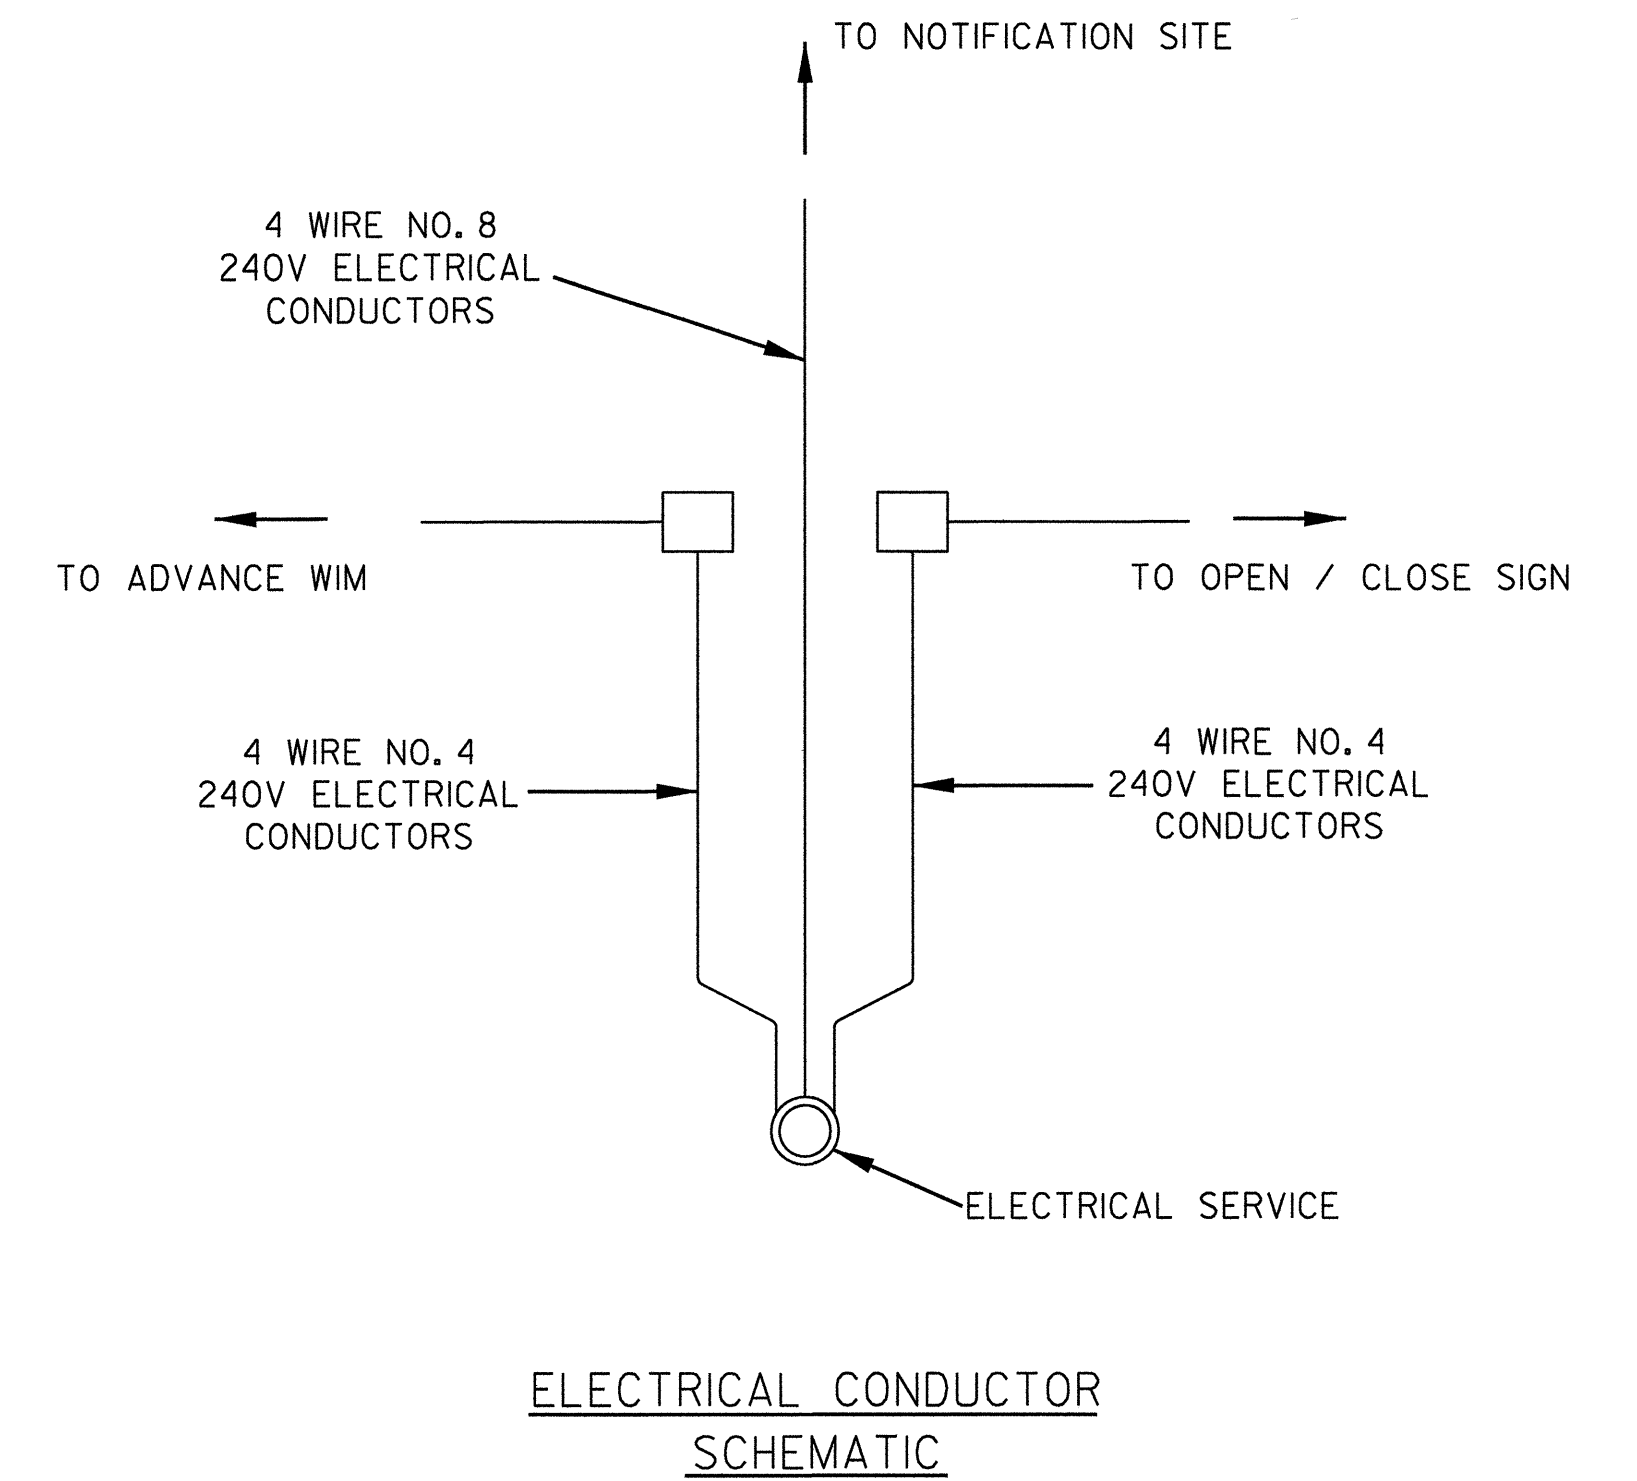 TO NOTIFICATION SITE
4 WIRE NO. 8
240V ELECTRICAL
CONDUCTORS
TO ADVANCE WIM
TO OPEN / CLOSE SIGN
4 WIRE NO. 4
240V ELECTRICAL
CONDUCTORS
4 WIRE NO. 4
240V ELECTRICAL
CONDUCTORS
ELECTRICAL SERVICE
ELECTRICAL CONDUCTOR
SCHEMATIC